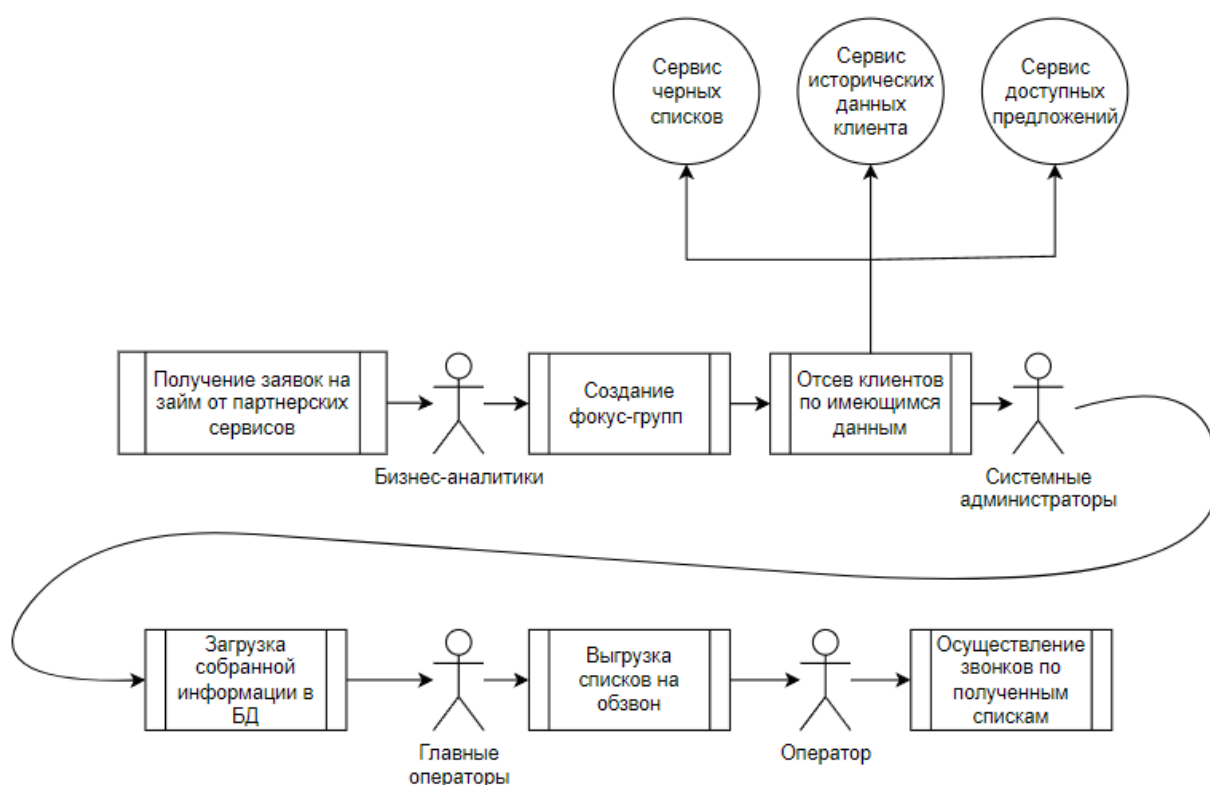 Сервис
черных
списков
Сервис
исторических
данных
клиента
Сервис
доступных
предложений
Получение заявок на
займ от партнерских
сервисов
Бизнес-аналитики
Создание
фокус-групп
Отсев клиентов
по имеющимся
данным
Системные
администраторы
Загрузка
собранной
информации в
БД
Главные
операторы
Выгрузка
списков на
обзвон
Оператор
Осуществление
звонков по
полученным
спискам